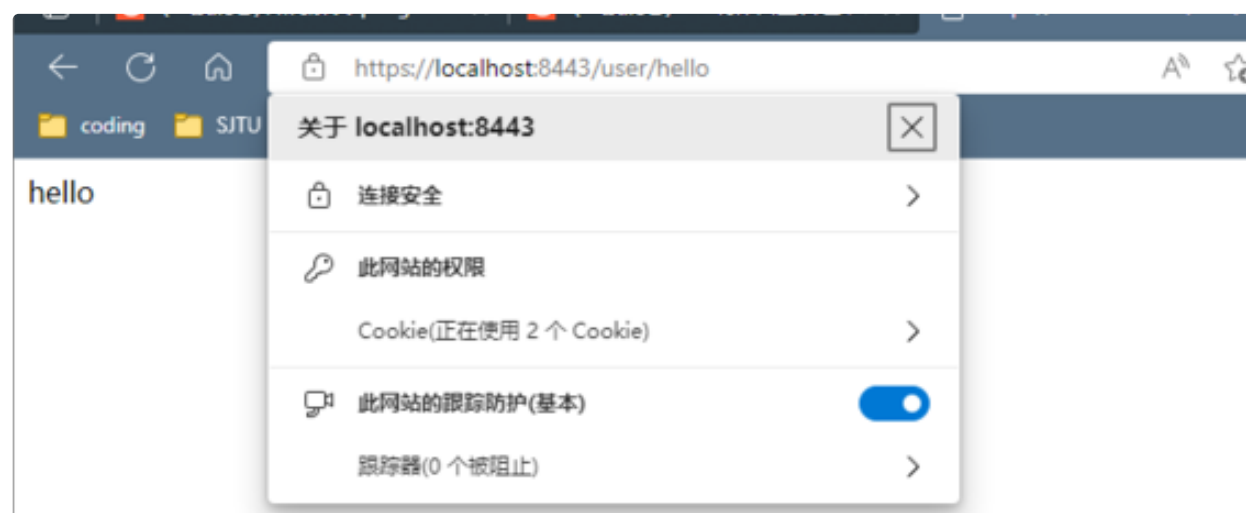 https://localhost:8443/user/hello
coding SJTU
关于 localhost:8443
hello
连接安全
此网站的权限
Cookie(正在使用 2 个 Cookie)
此网站的跟踪防护(基本)
跟踪器(0 个被阻止)